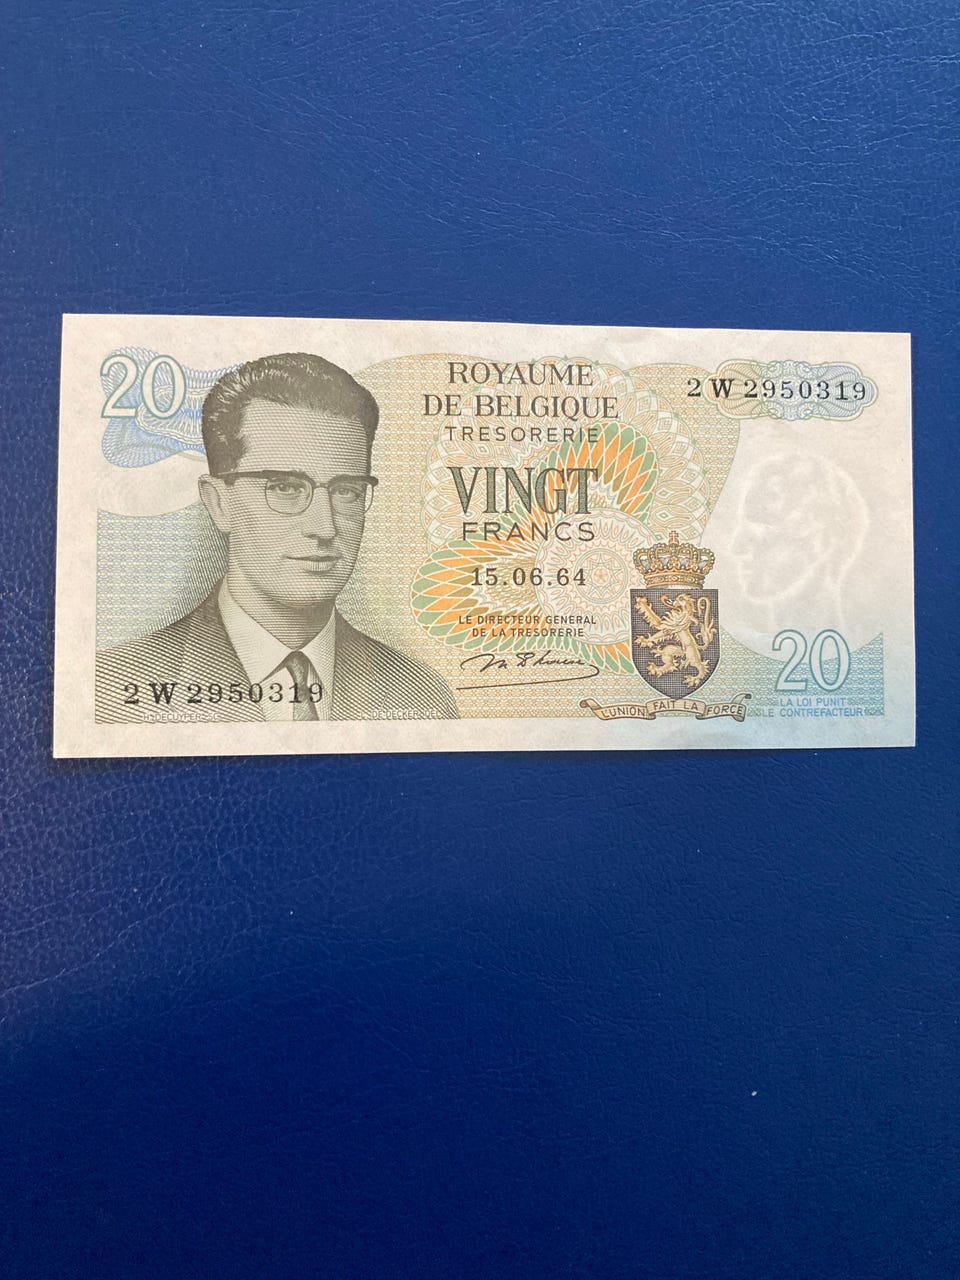 20
ROYAUME
DE BELGIQUE
TRESORERIE
2 W 2950319
VINGT
FRANCS
15.06.64
LE DIRECTEUR GENERAL
DE LA TRESORERIE
20
2 W 2950319
L'UNION FAIT LA FORCE
LA LOI PUNIT
LE CONTREFACTEUR